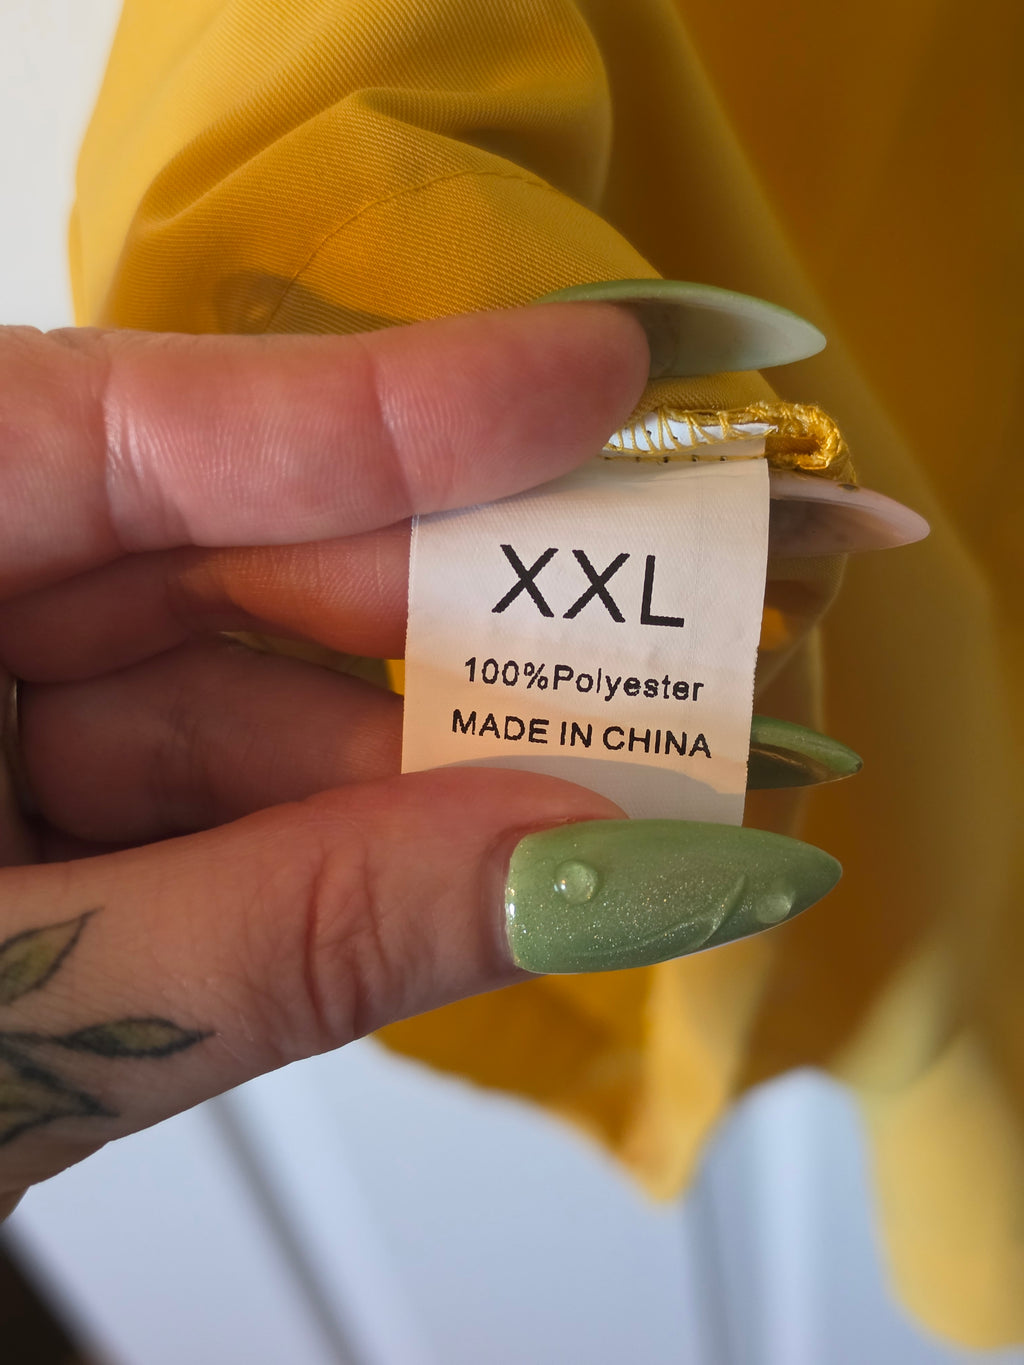 XXL
100%Polyester
MADE IN CHINA